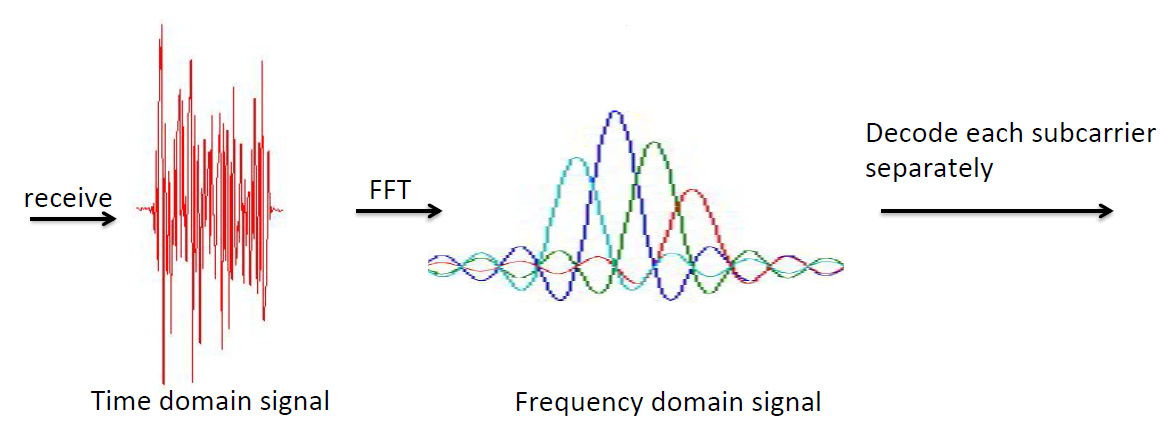 receive
Time domain signal
FFT
Frequency domain signal
Decode each subcarrier
separately